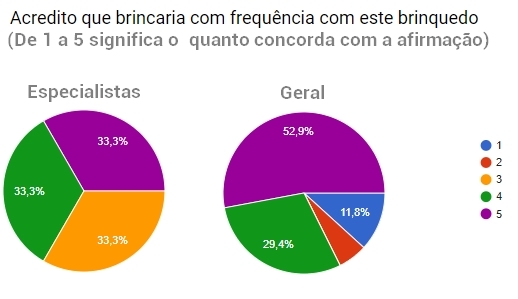 Acredito que brincaria com frequência com este brinquedo
(De 1 a 5 significa o quanto concorda com a afirmação)
Especialistas
Geral
33,3%
33,3%
33,3%
52,9%
11,8%
29,4%
1
2
3
4
5